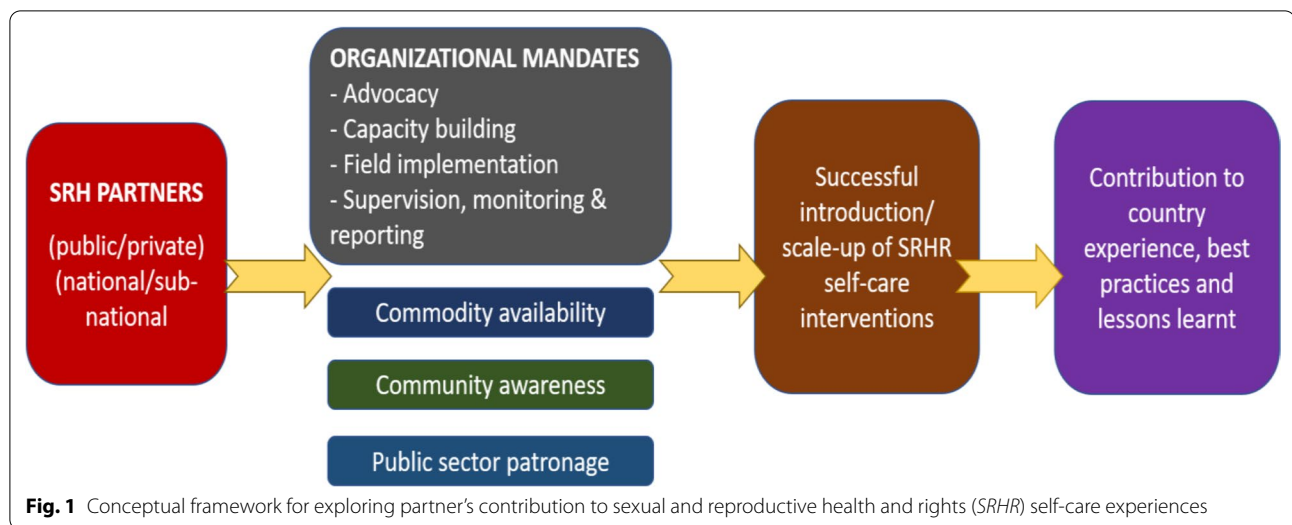 SRH PARTNERS
(public/private)
(national/sub-
national
ORGANIZATIONAL MANDATES
- Advocacy
- Capacity building
- Field implementation
- Supervision, monitoring &
reporting
Commodity availability
Community awareness
Public sector patronage
Successful
introduction/
scale-up of SRHR
self-care
interventions
Contribution to
country
experience, best
practices and
lessons learnt
Fig. 1 Conceptual framework for exploring partner’s contribution to sexual and reproductive health and rights (SRHR) self-care experiences